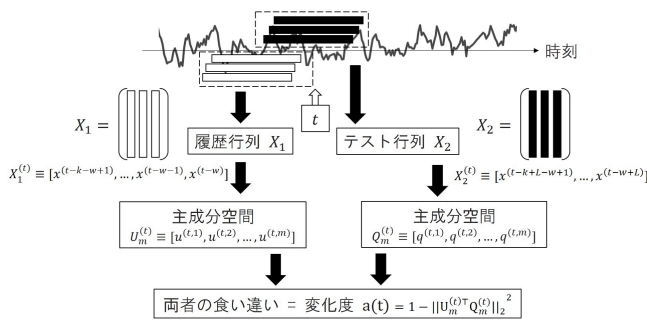 時刻
t
X₁ =
履歴行列 X₁
テスト行列 X₂
X₂ =
X₁⁽ᵗ⁾ ≡ [x⁽ᵗ⁻ᵏ⁻ʷ⁺¹⁾, … , x⁽ᵗ⁻ʷ⁻¹⁾, x⁽ᵗ⁻ʷ⁾]
X₂⁽ᵗ⁾ ≡ [x⁽ᵗ⁻ᵏ⁺ᴸ⁻ʷ⁺¹⁾, … , x⁽ᵗ⁻ʷ⁺ᴸ⁾]
主成分空間
Uₘ⁽ᵗ⁾ ≡ [u⁽ᵗ,¹⁾, u⁽ᵗ,²⁾, … , u⁽ᵗ,ᵐ⁾]
主成分空間
Qₘ⁽ᵗ⁾ ≡ [q⁽ᵗ,¹⁾, q⁽ᵗ,²⁾, … , q⁽ᵗ,ᵐ⁾]
両者の食い違い = 変化度 a(t) = 1 − ||Uₘ⁽ᵗ⁾ᵀQₘ⁽ᵗ⁾||₂²